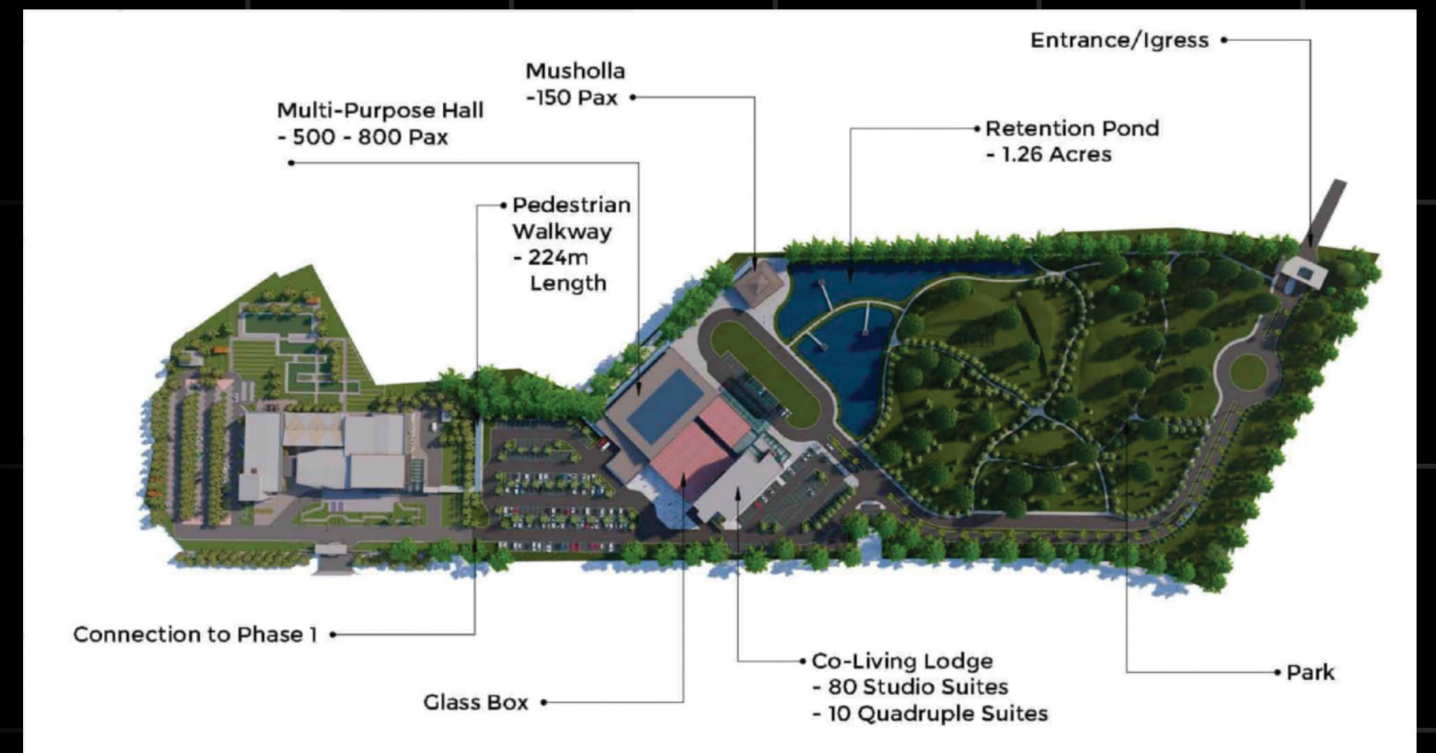 Entrance/Igress
Musholla
-150 Pax
Multi-Purpose Hall
- 500 - 800 Pax
Retention Pond
- 1.26 Acres
Pedestrian
Walkway
- 224m
Length
Connection to Phase 1
Glass Box
Co-Living Lodge
- 80 Studio Suites
- 10 Quadruple Suites
Park